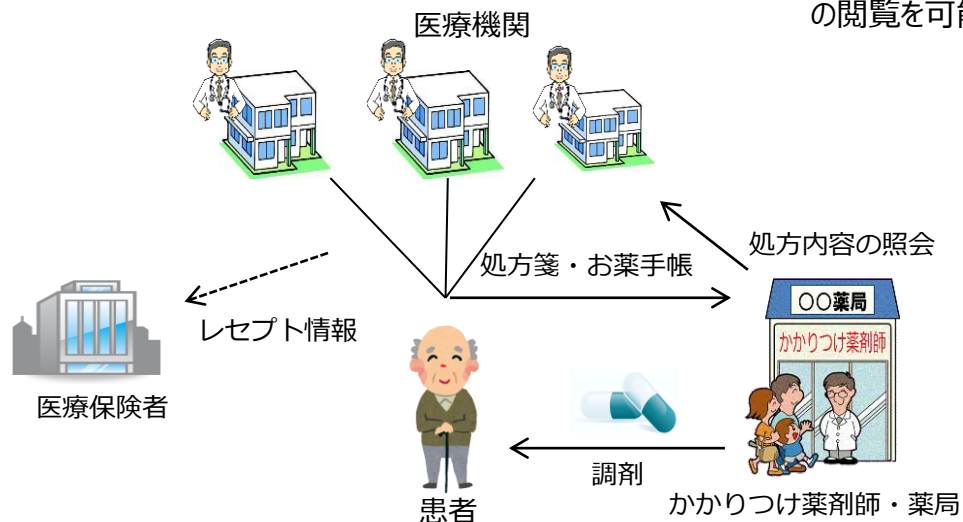 の閲覧を可
医療機関
処方内容の照会
処方箋・お薬手帳
〇〇薬局
かかりつけ薬剤師
レセプト情報
医療保険者
調剤
患者
かかりつけ薬剤師・薬局